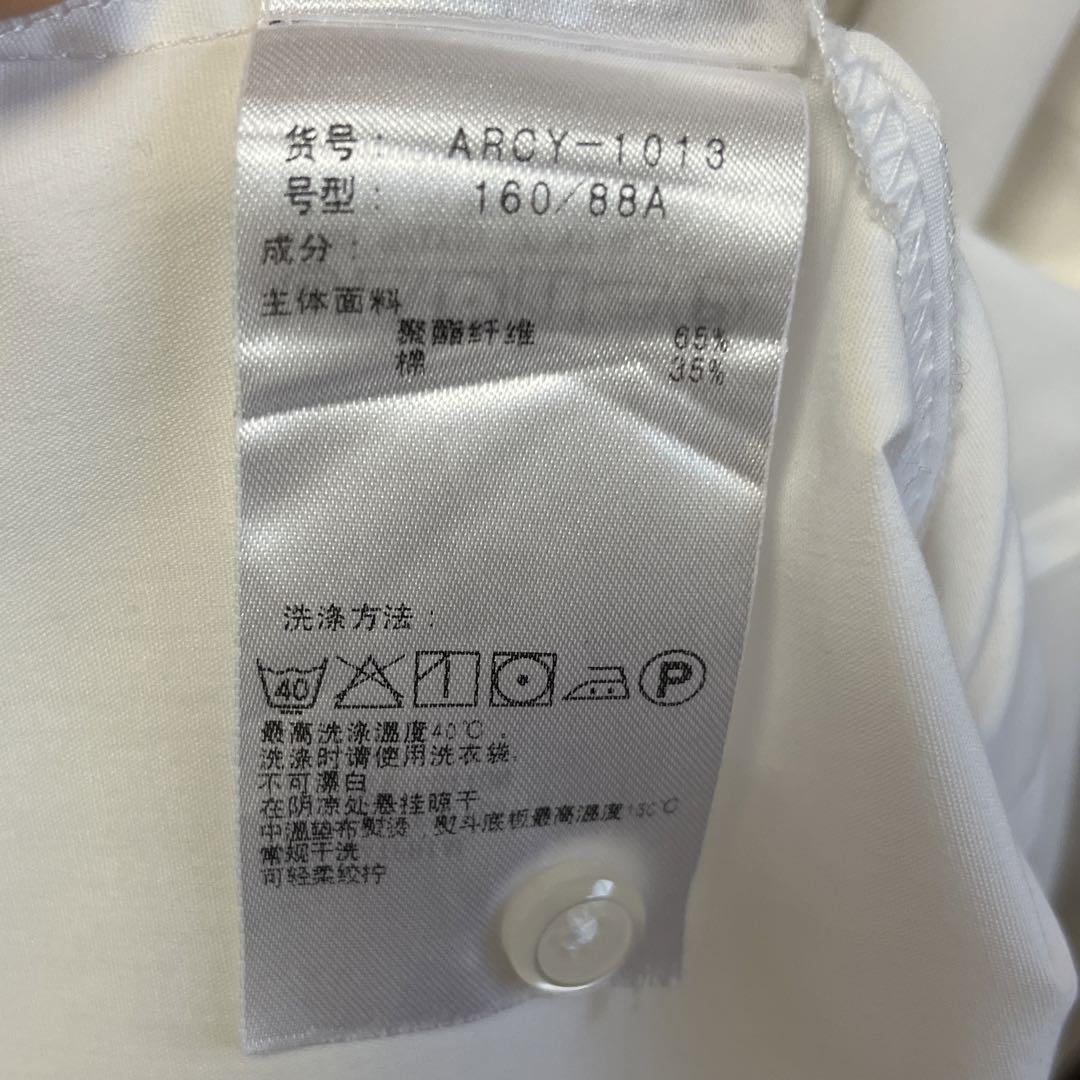 货号: ARCY-1013
号型: 160/88A
成分:
主体面料
聚酯纤维 65%
棉 35%
洗涤方法:
40 P
最高洗涤温度40℃,
洗涤时请使用洗衣袋,
不可漂白
在阴凉处悬挂晾干
中温垫布熨烫, 熨斗底板最高温度150℃
常规干洗
可轻柔绞拧